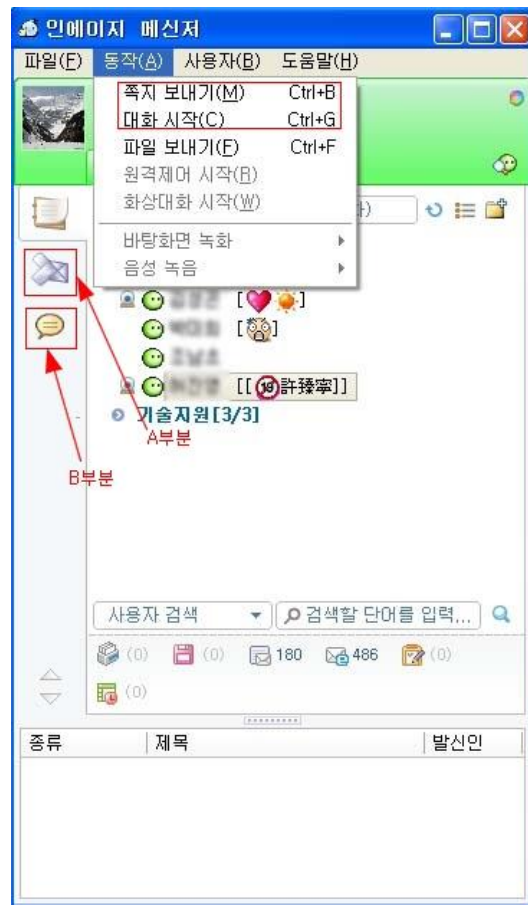 인에이지 메신저
파일(F) 동작(A) 사용자(B) 도움말(H)
쪽지 보내기(M) Ctrl+B
대화 시작(C) Ctrl+G
파일 보내기(F) Ctrl+F
원격제어 시작(R)
화상대화 시작(W)
바탕화면 녹화
음성 녹음
[ ]
[ ]
[[ 19 許臻寧]]
기술지원[3/3]
A부분
B부분
사용자 검색 검색할 단어를 입력...
(0) (0) 180 486 (0)
(0)
종류 제목 발신인